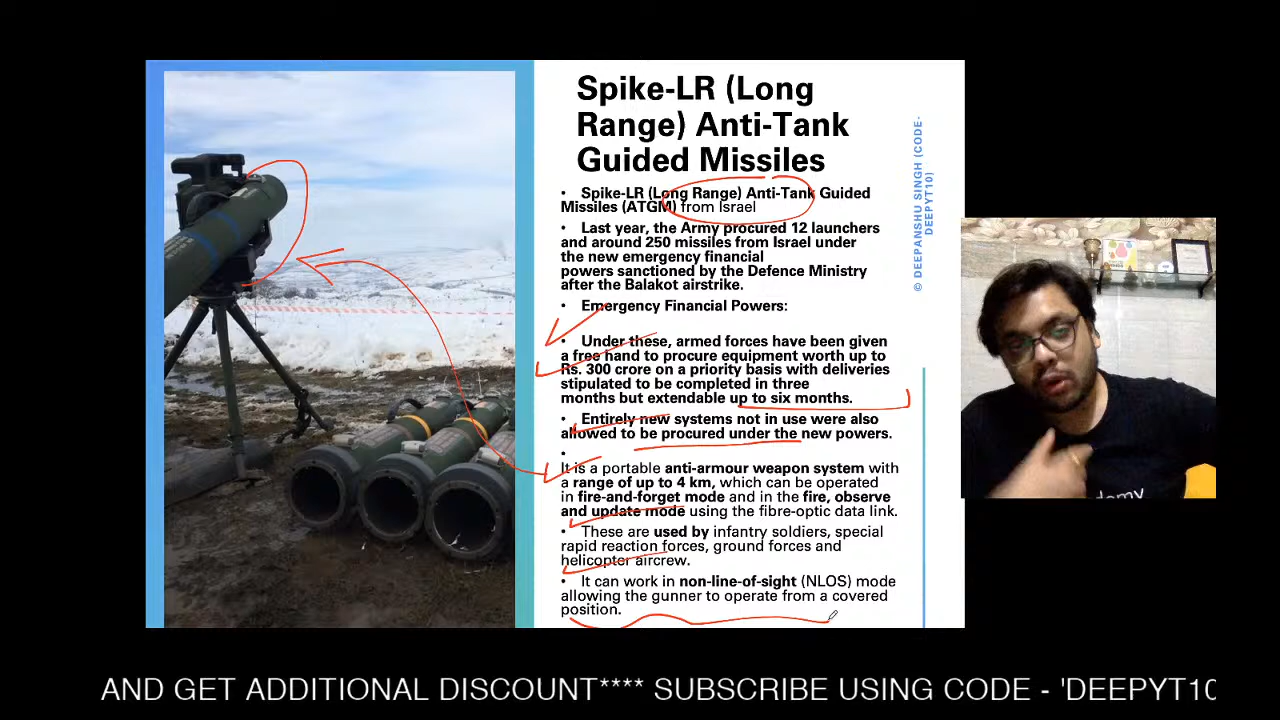 Spike-LR (Long
Range) Anti-Tank
Guided Missiles
• Spike-LR (Long Range) Anti-Tank Guided
Missiles (ATGM) from Israel
• Last year, the Army procured 12 launchers
and around 250 missiles from Israel under
the new emergency financial
powers sanctioned by the Defence Ministry
after the Balakot airstrike.
• Emergency Financial Powers:
• Under these, armed forces have been given
a free hand to procure equipment worth up to
Rs. 300 crore on a priority basis with deliveries
stipulated to be completed in three
months but extendable up to six months.
• Entirely new systems not in use were also
allowed to be procured under the new powers.
•
It is a portable anti-armour weapon system with
a range of up to 4 km, which can be operated
in fire-and-forget mode and in the fire, observe
and update mode using the fibre-optic data link.
• These are used by infantry soldiers, special
rapid reaction forces, ground forces and
helicopter aircrew.
• It can work in non-line-of-sight (NLOS) mode
allowing the gunner to operate from a covered
position.
© DEEPANSHU SINGH (CODE-
DEEPYT10)
demy
AND GET ADDITIONAL DISCOUNT**** SUBSCRIBE USING CODE - 'DEEPYT10